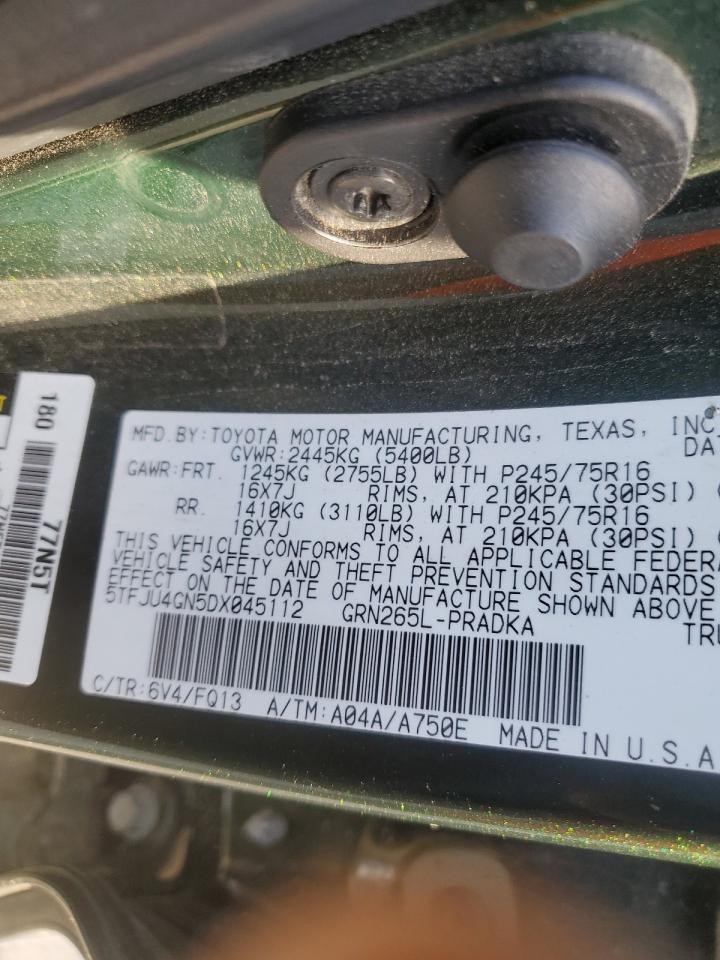 MFD.BY:TOYOTA MOTOR MANUFACTURING, TEXAS, INC
GVWR:2445KG (5400LB) DA
GAWR:FRT. 1245KG (2755LB) WITH P245/75R16
16X7J RIMS, AT 210KPA (30PSI) (
RR. 1410KG (3110LB) WITH P245/75R16
16X7J RIMS, AT 210KPA (30PSI) (
THIS VEHICLE CONFORMS TO ALL APPLICABLE FEDERA
VEHICLE SAFETY AND THEFT PREVENTION STANDARDS
EFFECT ON THE DATE OF MANUFACTURE SHOWN ABOVE
5TFJU4GN5DX045112 GRN265L-PRADKA TRU
C/TR:6V4/FQ13 A/TM:A04A/A750E MADE IN U.S.A
180
77N5T